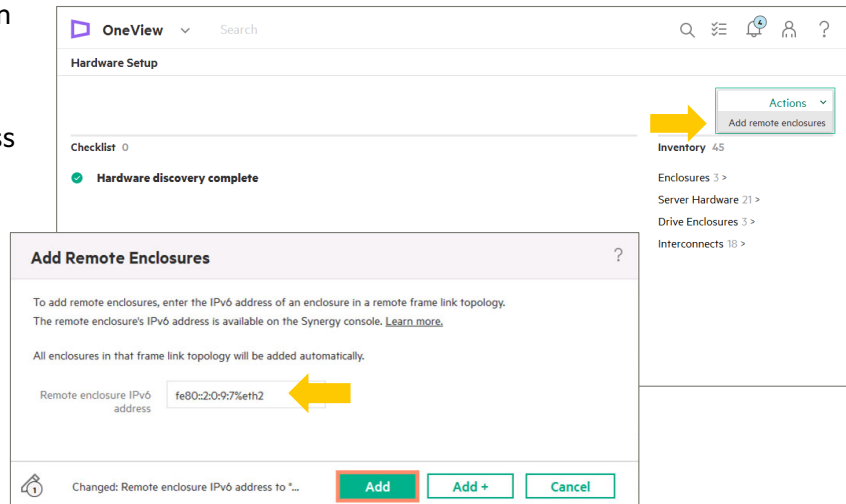 n
ss
OneView
Search
4
?
Hardware Setup
Actions
Add remote enclosures
Checklist 0
Hardware discovery complete
Inventory 45
Enclosures 3 >
Server Hardware 21 >
Drive Enclosures 3 >
Interconnects 18 >
Add Remote Enclosures
?
To add remote enclosures, enter the IPv6 address of an enclosure in a remote frame link topology.
The remote enclosure's IPv6 address is available on the Synergy console. Learn more.
All enclosures in that frame link topology will be added automatically.
Remote enclosure IPv6
address
fe80::2:0:9:7%eth2
1
Changed: Remote enclosure IPv6 address to "...
Add
Add +
Cancel